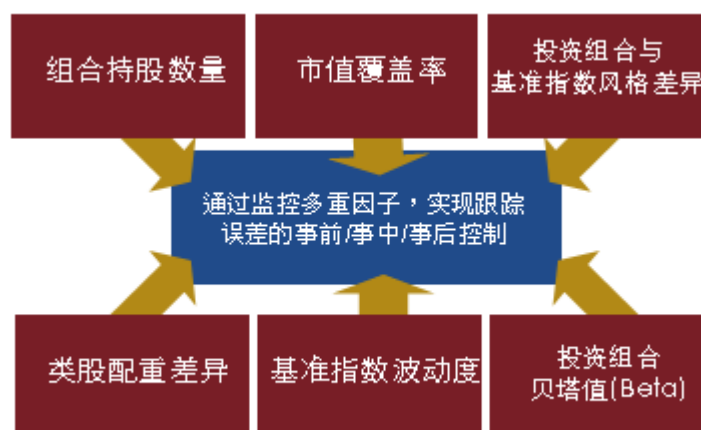 组合持股数量
市值覆盖率
投资组合与
基准指数风格差异
通过监控多重因子，实现跟踪
误差的事前/事中/事后控制
类股配重差异
基准指数波动度
投资组合
贝塔值(Beta)